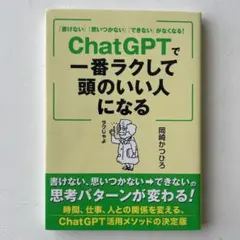 「書けない」「思いつかない」「できない」がなくなる!
ChatGPTで
一番ラクして
頭のいい人
になる
岡崎かつひろ
ラクじゃよ
書けない、思いつかない➡できない、の
思考パターンが変わる!
時間、仕事、人との関係を変える、
ChatGPT活用メソッドの決定版